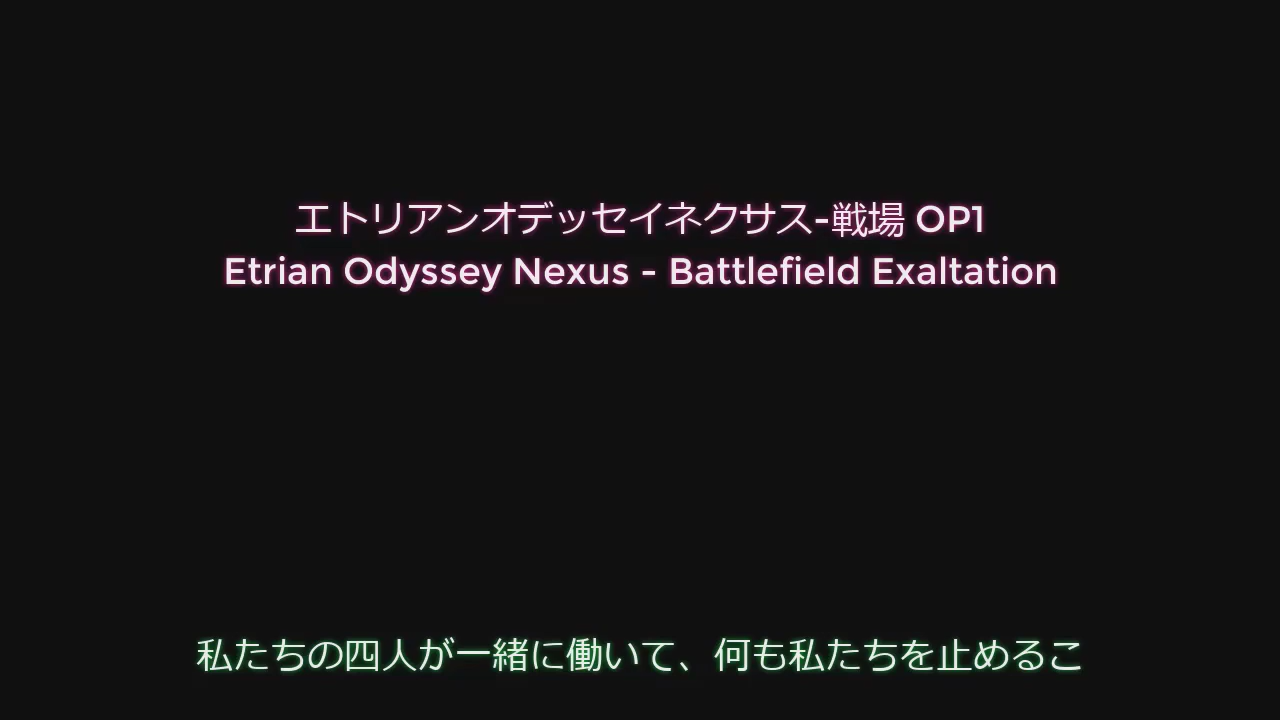 エトリアンオデッセイネクサス-戦場 OP1
Etrian Odyssey Nexus - Battlefield Exaltation
私たちの四人が一緒に働いて、何も私たちを止めるこ